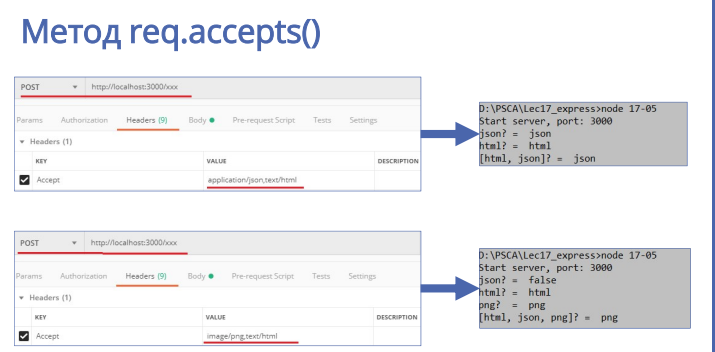 Метод req.accepts()
POST http://localhost:3000/xxx
Params Authorization Headers (9) Body Pre-request Script Tests Settings
Headers (1)
KEY VALUE DESCRIPTION
Accept application/json,text/html
D:\PSCA\Lec17_express>node 17-05
Start server, port: 3000
json? = json
html? = html
[html, json]? = json
POST http://localhost:3000/xxx
Params Authorization Headers (9) Body Pre-request Script Tests Settings
Headers (1)
KEY VALUE DESCRIPTION
Accept image/png,text/html
D:\PSCA\Lec17_express>node 17-05
Start server, port: 3000
json? = false
html? = html
png? = png
[html, json, png]? = png